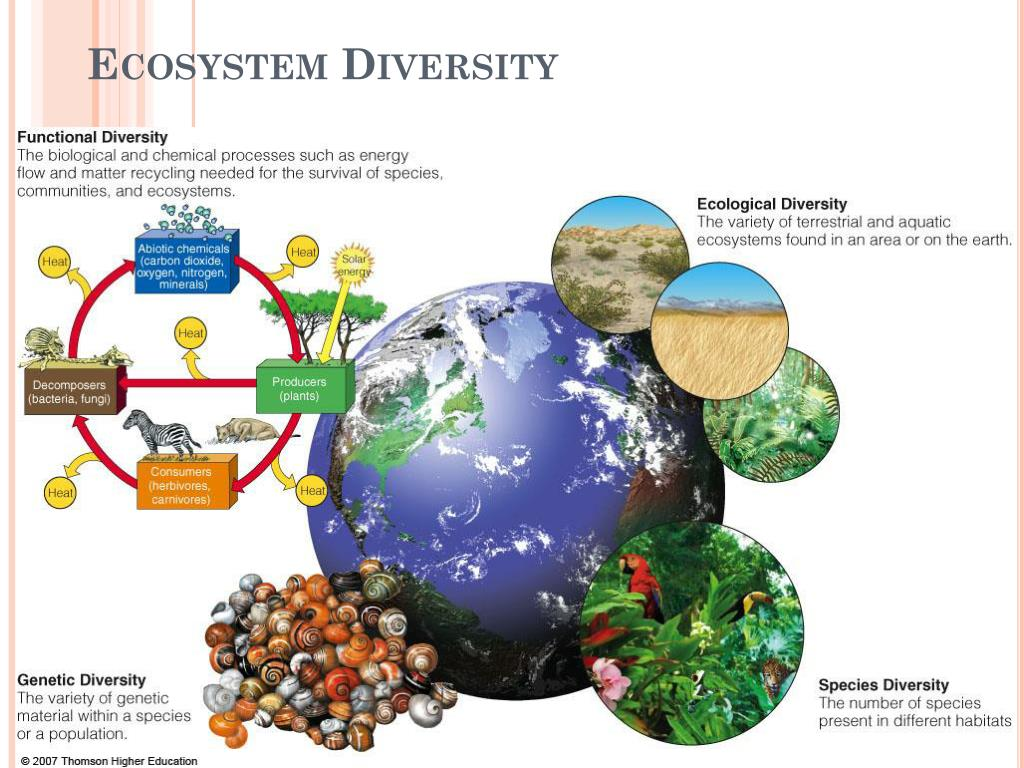 Ecosystem Diversity
Functional Diversity
The biological and chemical processes such as energy
flow and matter recycling needed for the survival of species,
communities, and ecosystems.
Ecological Diversity
The variety of terrestrial and aquatic
ecosystems found in an area or on the earth.
Heat
Abiotic chemicals
(carbon dioxide,
oxygen, nitrogen,
minerals)
Heat
Solar
energy
Heat
Decomposers
(bacteria, fungi)
Producers
(plants)
Heat
Consumers
(herbivores,
carnivores)
Heat
Genetic Diversity
The variety of genetic
material within a species
or a population.
Species Diversity
The number of species
present in different habitats
© 2007 Thomson Higher Education